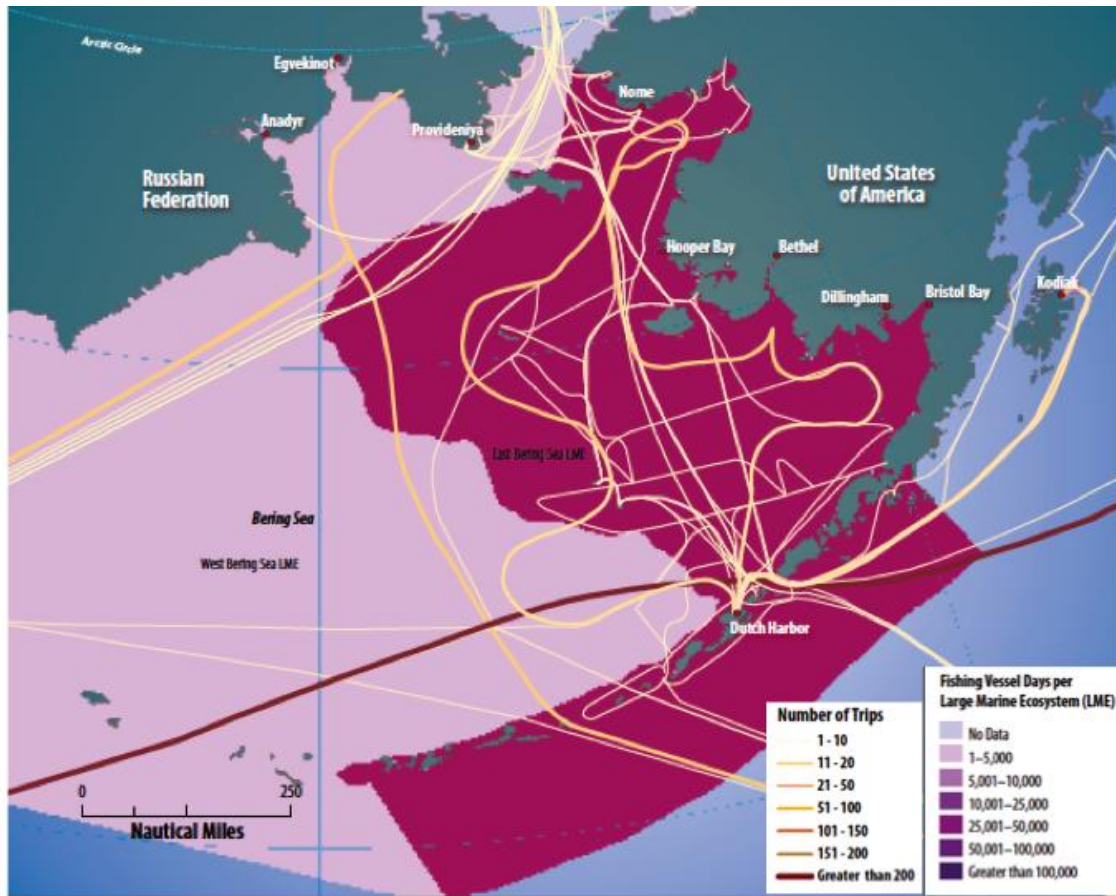 Arctic Circle
Egvekinot
Nome
Anadyr
Provideniya
Russian
Federation
United States
of America
Hooper Bay
Bethel
Dillingham
Bristol Bay
Kodiak
East Bering Sea LME
Bering Sea
West Bering Sea LME
Dutch Harbor
0
250
Nautical Miles
Number of Trips
1 - 10
11 - 20
21 - 50
51 - 100
101 - 150
151 - 200
Greater than 200
Fishing Vessel Days per
Large Marine Ecosystem (LME)
No Data
1–5,000
5,001–10,000
10,001–25,000
25,001–50,000
50,001–100,000
Greater than 100,000